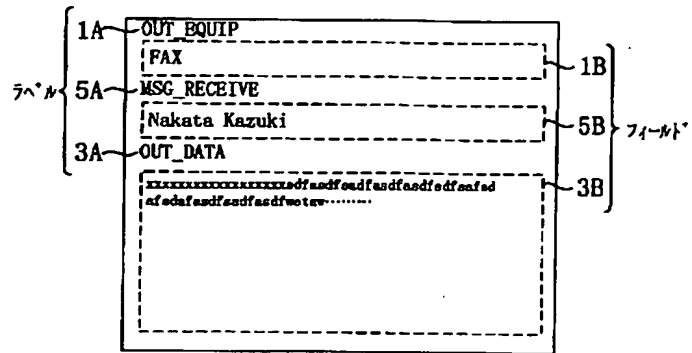 1A OUT_EQUIP
FAX 1B
ラベル 5A MSG_RECEIVE
Nakata Kazuki 5B フィールド
3A OUT_DATA
3B